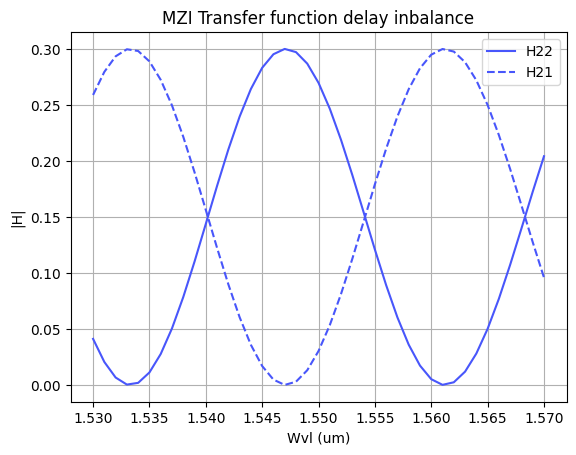 MZI Transfer function delay inbalance
H22
H21
|H|
0.30
0.25
0.20
0.15
0.10
0.05
0.00
1.530 1.535 1.540 1.545 1.550 1.555 1.560 1.565 1.570
Wvl (um)